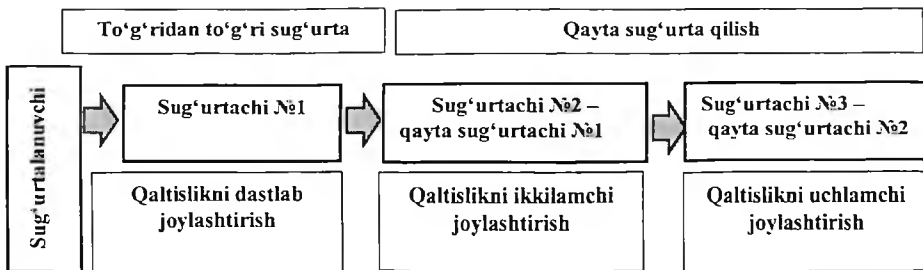 To‘g‘ridan to‘g‘ri sug‘urta
Qayta sug‘urta qilish
Sug‘urtalanuvchi
Sug‘urtachi №1
Sug‘urtachi №2 –
qayta sug‘urtachi №1
Sug‘urtachi №3 –
qayta sug‘urtachi №2
Qaltislikni dastlab
joylashtirish
Qaltislikni ikkilamchi
joylashtirish
Qaltislikni uchlamchi
joylashtirish